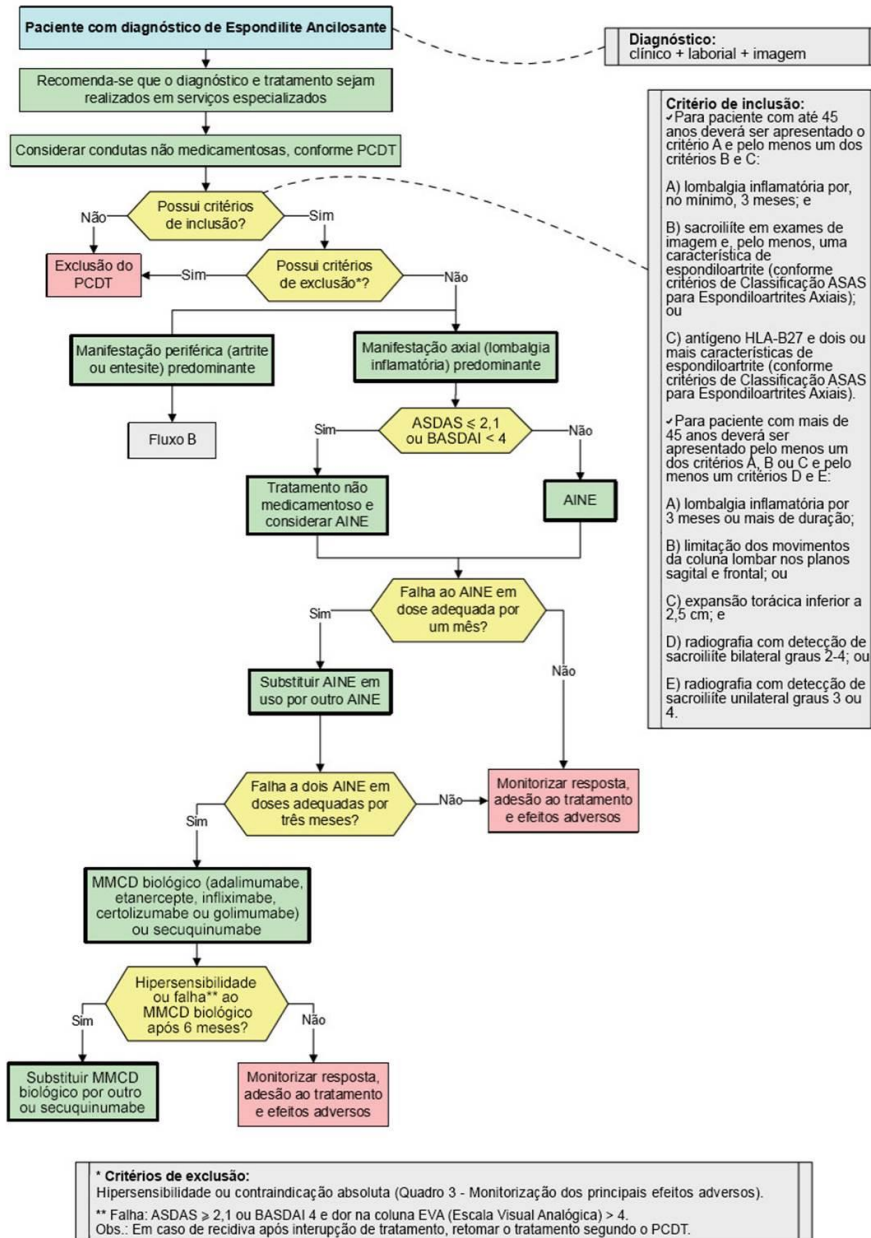 Paciente com diagnóstico de Espondilite Ancilosante
Diagnóstico:
clínico + laborial + imagem
Recomenda-se que o diagnóstico e tratamento sejam
realizados em serviços especializados
Considerar condutas não medicamentosas, conforme PCDT
Possui critérios
de inclusão?
Não
Sim
Exclusão do
PCDT
Sim
Possui critérios
de exclusão*?
Não
Manifestação periférica (artrite
ou entesite) predominante
Manifestação axial (lombalgia
inflamatória) predominante
Fluxo B
Sim
ASDAS ⩽ 2,1
ou BASDAI < 4
Não
Tratamento não
medicamentoso e
considerar AINE
AINE
Falha ao AINE em
dose adequada por
um mês?
Sim
Não
Substituir AINE em
uso por outro AINE
Falha a dois AINE em
doses adequadas por
três meses?
Sim
Não
Monitorizar resposta,
adesão ao tratamento
e efeitos adversos
MMCD biológico (adalimumabe,
etanercepte, infliximabe,
certolizumabe ou golimumabe)
ou secuquinumabe
Hipersensibilidade
ou falha** ao
MMCD biológico
após 6 meses?
Sim
Não
Substituir MMCD
biológico por outro
ou secuquinumabe
Monitorizar resposta,
adesão ao tratamento
e efeitos adversos
Critério de inclusão:
✓Para paciente com até 45
anos deverá ser apresentado o
critério A e pelo menos um dos
critérios B e C:
A) lombalgia inflamatória por,
no mínimo, 3 meses; e
B) sacroiliíte em exames de
imagem e, pelo menos, uma
característica de
espondiloartrite (conforme
critérios de Classificação ASAS
para Espondiloartrites Axiais);
ou
C) antígeno HLA-B27 e dois ou
mais características de
espondiloartrite (conforme
critérios de Classificação ASAS
para Espondiloartrites Axiais).
✓Para paciente com mais de
45 anos deverá ser
apresentado pelo menos um
dos critérios A, B ou C e pelo
menos um critérios D e E:
A) lombalgia inflamatória por
3 meses ou mais de duração;
B) limitação dos movimentos
da coluna lombar nos planos
sagital e frontal; ou
C) expansão torácica inferior a
2,5 cm; e
D) radiografia com detecção de
sacroiliíte bilateral graus 2-4; ou
E) radiografia com detecção de
sacroiliíte unilateral graus 3 ou
4.
* Critérios de exclusão:
Hipersensibilidade ou contraindicação absoluta (Quadro 3 - Monitorização dos principais efeitos adversos).
** Falha: ASDAS ⩾ 2,1 ou BASDAI 4 e dor na coluna EVA (Escala Visual Analógica) > 4.
Obs.: Em caso de recidiva após interupção de tratamento, retomar o tratamento segundo o PCDT.